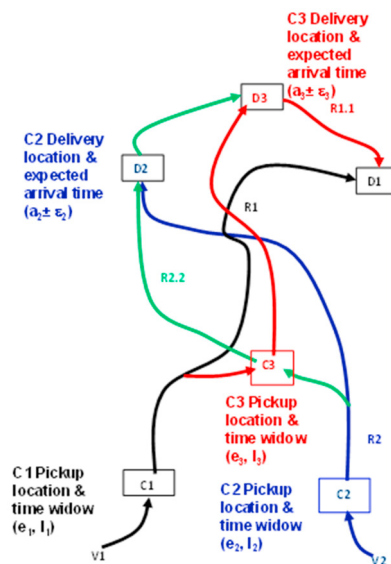 C3 Delivery
location &
expected
arrival time
(a₃± ε₃)
D3
R1.1
C2 Delivery
location &
expected
arrival time
(a₂± ε₂)
D2
D1
R1
R2.2
C3
C3 Pickup
location &
time widow
(e₃, l₃)
R2
C1 Pickup
location &
time widow
(e₁, l₁)
C1
C2 Pickup
location &
time widow
(e₂, l₂)
C2
V1
V2